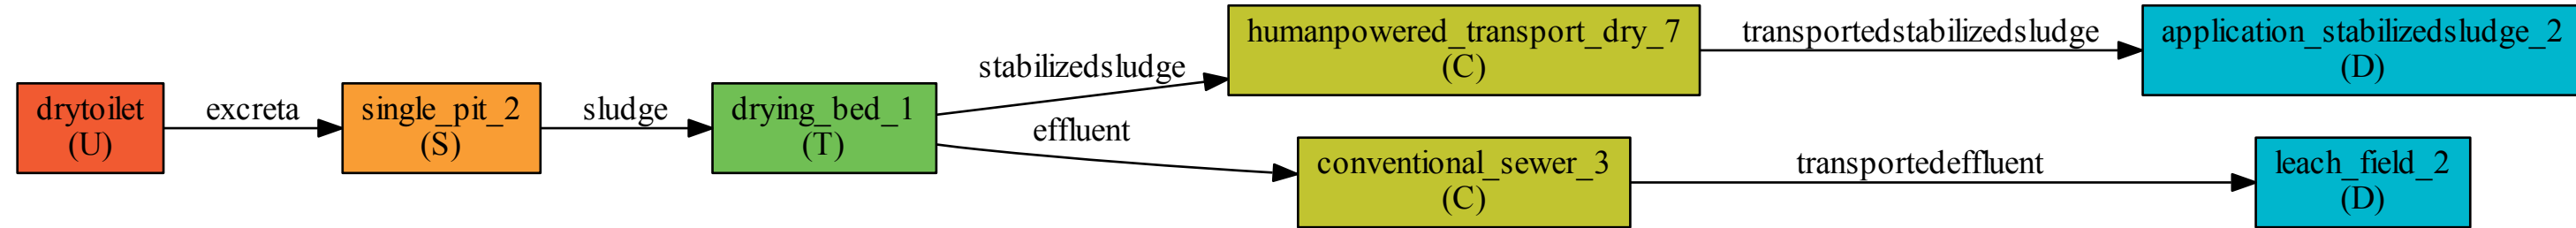 drytoilet
(U)
excreta
single_pit_2
(S)
sludge
drying_bed_1
(T)
stabilizedsludge
effluent
humanpowered_transport_dry_7
(C)
transportedstabilizedsludge
application_stabilizedsludge_2
(D)
conventional_sewer_3
(C)
transportedeffluent
leach_field_2
(D)